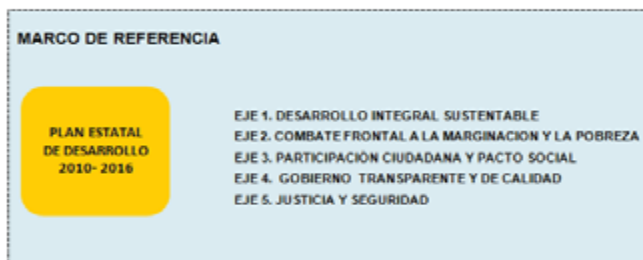 MARCO DE REFERENCIA
PLAN ESTATAL
DE DESARROLLO
2010- 2016
EJE 1. DESARROLLO INTEGRAL SUSTENTABLE
EJE 2. COMBATE FRONTAL A LA MARGINACION Y LA POBREZA
EJE 3. PARTICIPACIÓN CIUDADANA Y PACTO SOCIAL
EJE 4. GOBIERNO TRANSPARENTE Y DE CALIDAD
EJE 5. JUSTICIA Y SEGURIDAD